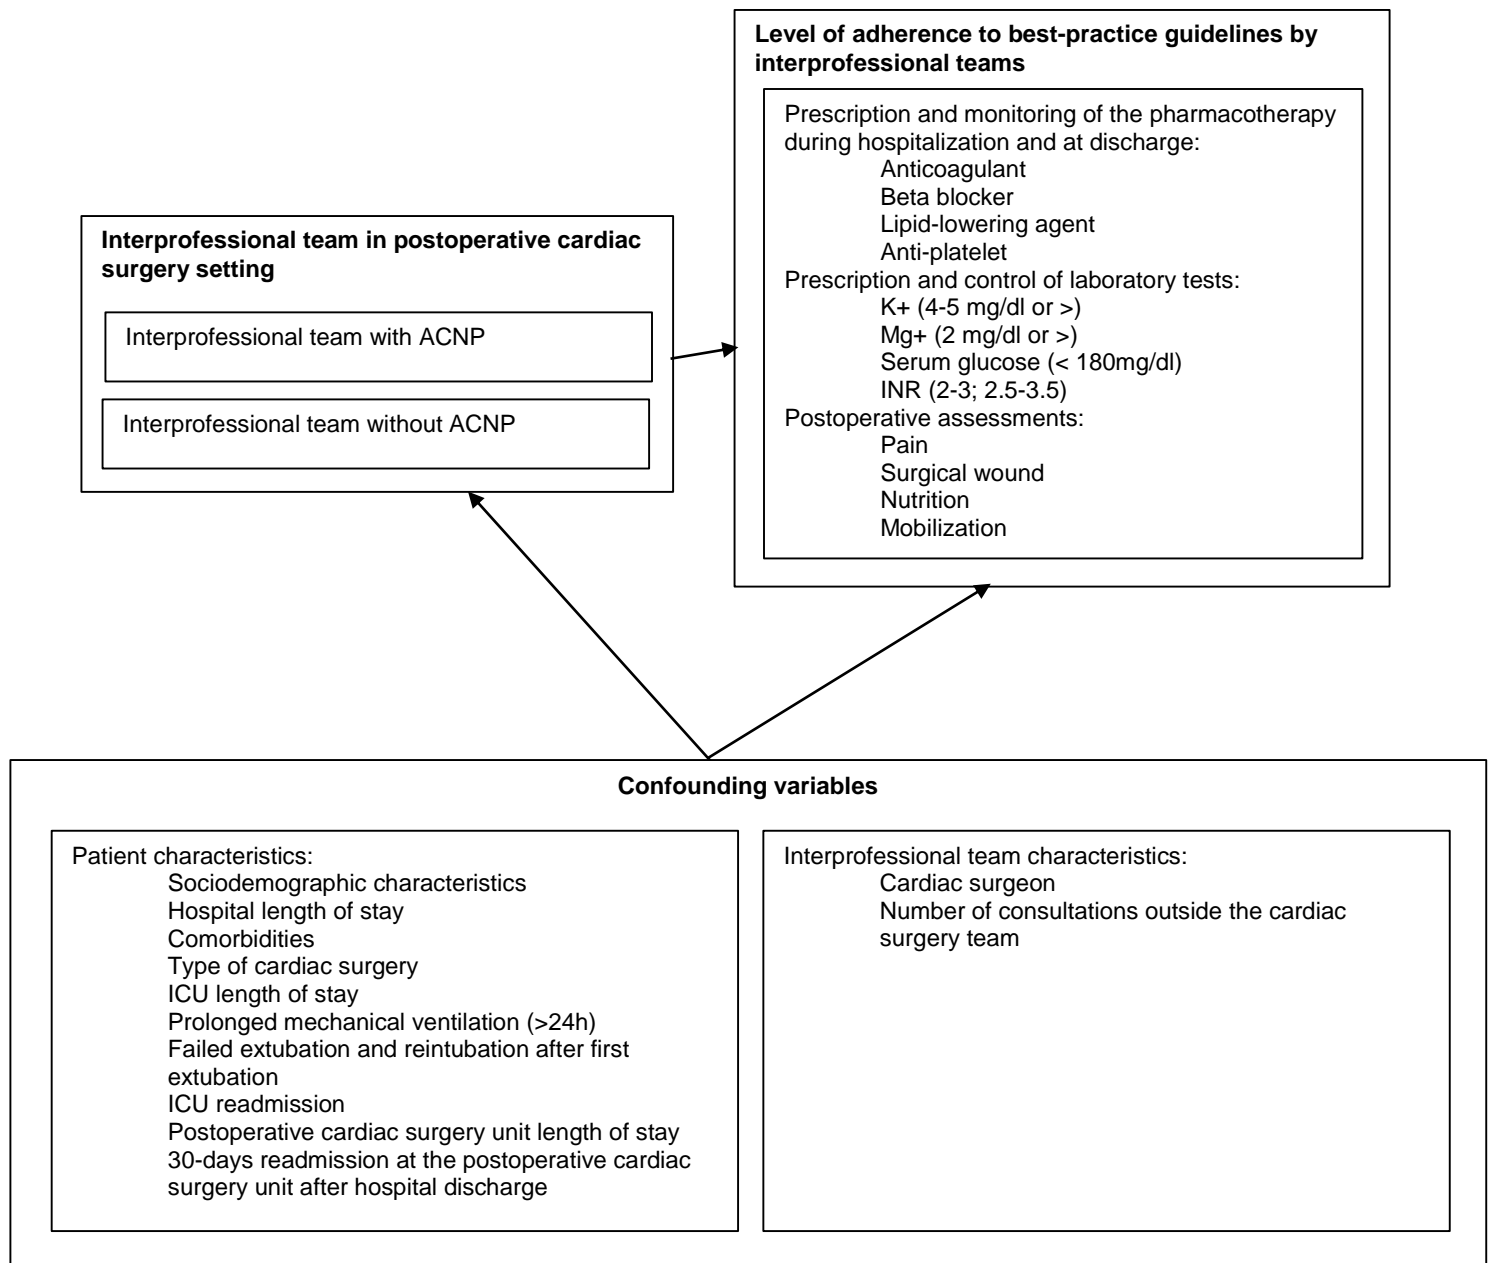 Level of adherence to best-practice guidelines by
interprofessional teams
Prescription and monitoring of the pharmacotherapy
during hospitalization and at discharge:
Anticoagulant
Beta blocker
Lipid-lowering agent
Anti-platelet
Prescription and control of laboratory tests:
K+ (4-5 mg/dl or >)
Mg+ (2 mg/dl or >)
Serum glucose (< 180mg/dl)
INR (2-3; 2.5-3.5)
Postoperative assessments:
Pain
Surgical wound
Nutrition
Mobilization
Interprofessional team in postoperative cardiac
surgery setting
Interprofessional team with ACNP
Interprofessional team without ACNP
Confounding variables
Patient characteristics:
Sociodemographic characteristics
Hospital length of stay
Comorbidities
Type of cardiac surgery
ICU length of stay
Prolonged mechanical ventilation (>24h)
Failed extubation and reintubation after first
extubation
ICU readmission
Postoperative cardiac surgery unit length of stay
30-days readmission at the postoperative cardiac
surgery unit after hospital discharge
Interprofessional team characteristics:
Cardiac surgeon
Number of consultations outside the cardiac
surgery team